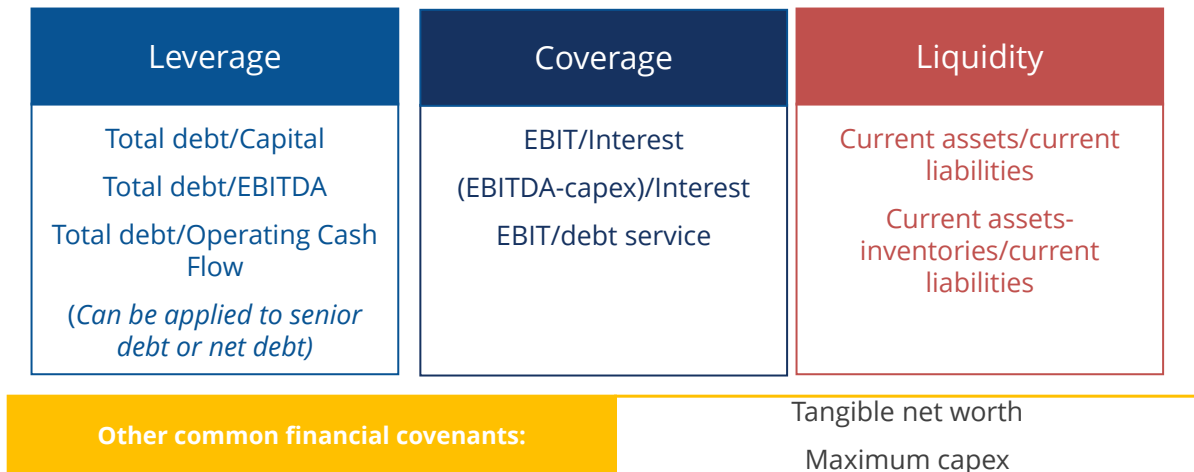 Leverage
Total debt/Capital
Total debt/EBITDA
Total debt/Operating Cash
Flow
(Can be applied to senior
debt or net debt)
Coverage
EBIT/Interest
(EBITDA-capex)/Interest
EBIT/debt service
Liquidity
Current assets/current
liabilities
Current assets-
inventories/current
liabilities
Other common financial covenants:
Tangible net worth
Maximum capex